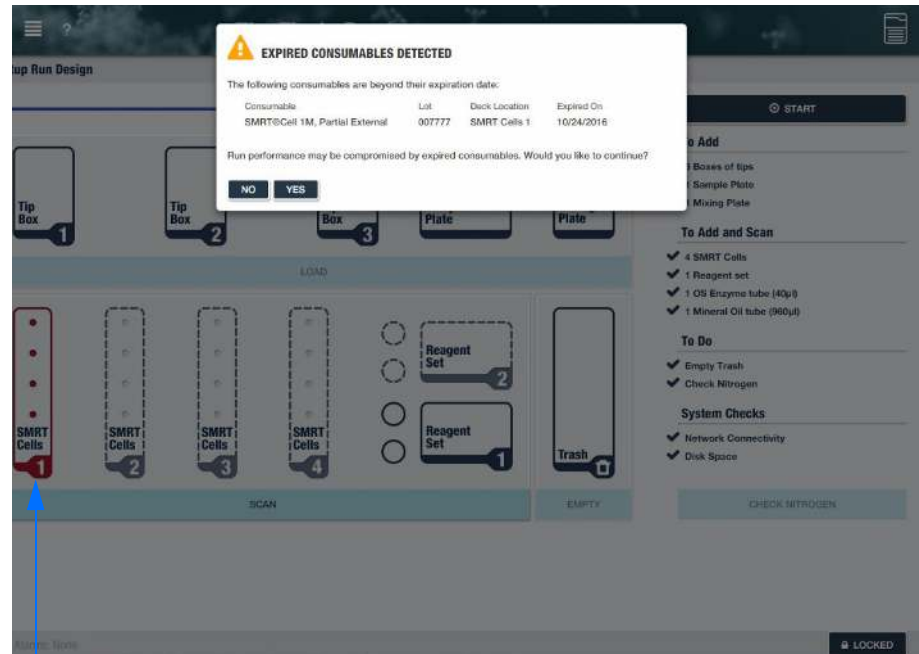 ?
tup Run Design
EXPIRED CONSUMABLES DETECTED
The following consumables are beyond their expiration date:
Consumable Lot Deck Location Expired On
SMRT®Cell 1M, Partial External 007777 SMRT Cells 1 10/24/2016
Run performance may be compromised by expired consumables. Would you like to continue?
NO YES
START
Tip
Box
1
Tip
Box
2
Box
3
Plate
Plate
LOAD
o Add
Boxes of tips
Sample Plate
Mixing Plate
To Add and Scan
4 SMRT Cells
1 Reagent set
1 OS Enzyme tube (40µl)
1 Mineral Oil tube (960µl)
To Do
Empty Trash
Check Nitrogen
System Checks
Network Connectivity
Disk Space
SMRT
Cells
1
SMRT
Cells
2
SMRT
Cells
3
SMRT
Cells
4
Reagent
Set
2
Reagent
Set
1
Trash
SCAN
EMPTY
CHECK NITROGEN
LOCKED